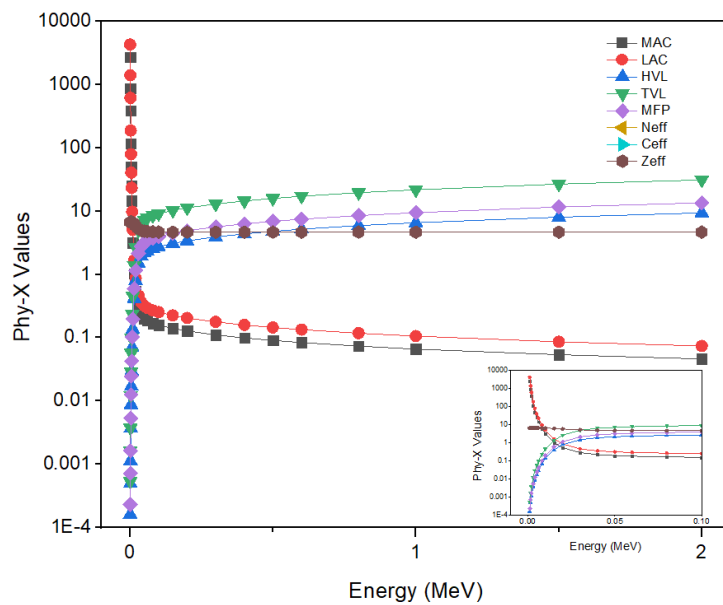 10000
1000
100
10
1
0.1
0.01
0.001
1E-4
Phy-X Values
0
1
2
Energy (MeV)
MAC
LAC
HVL
TVL
MFP
Neff
Ceff
Zeff
10000
1000
100
10
1
0.1
0.01
0.001
1E-4
Phy-X Values
0.00
0.05
0.10
Energy (MeV)